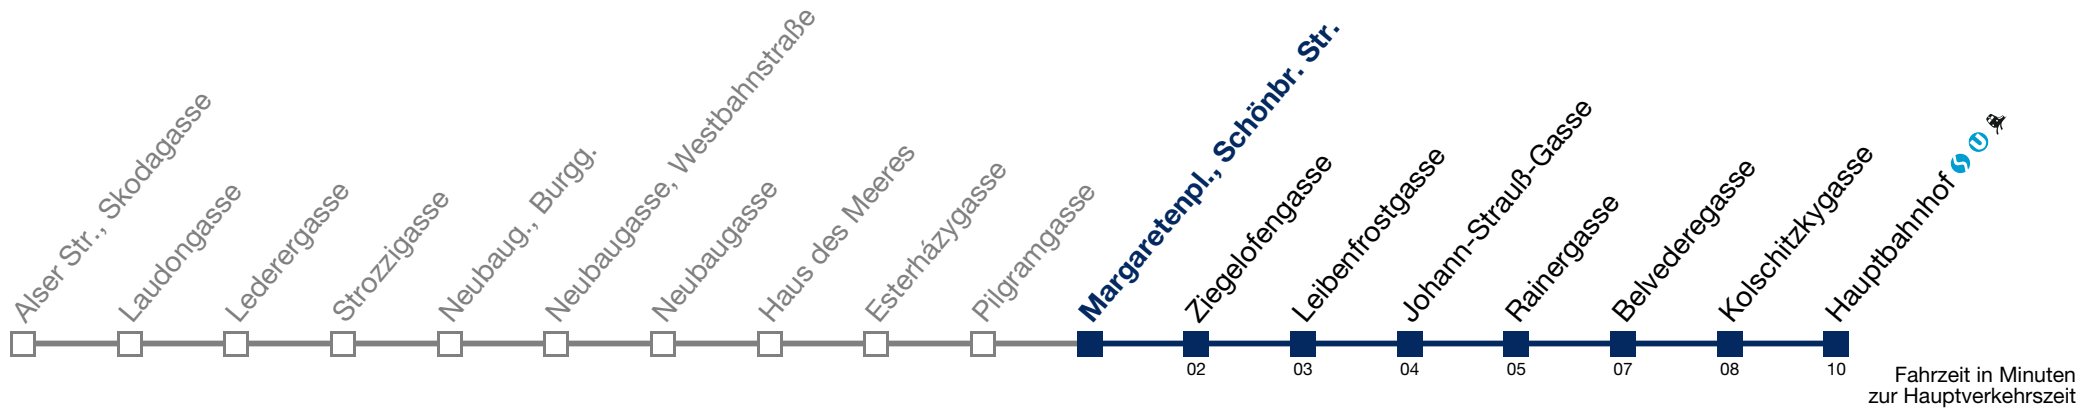 Alser Str., Skodagasse
Laudongasse
Lederergasse
Strozzigasse
Neubaug., Burgg.
Neubaugasse, Westbahnstraße
Neubaugasse
Haus des Meeres
Esterházygasse
Pilgramgasse
Margaretenpl., Schönbr. Str.
Ziegelofengasse
Leibenfrostgasse
Johann-Strauß-Gasse
Rainergasse
Belvederegasse
Kolschitzkygasse
Hauptbahnhof S U
02 03 04 05 07 08 10
Fahrzeit in Minuten
zur Hauptverkehrszeit